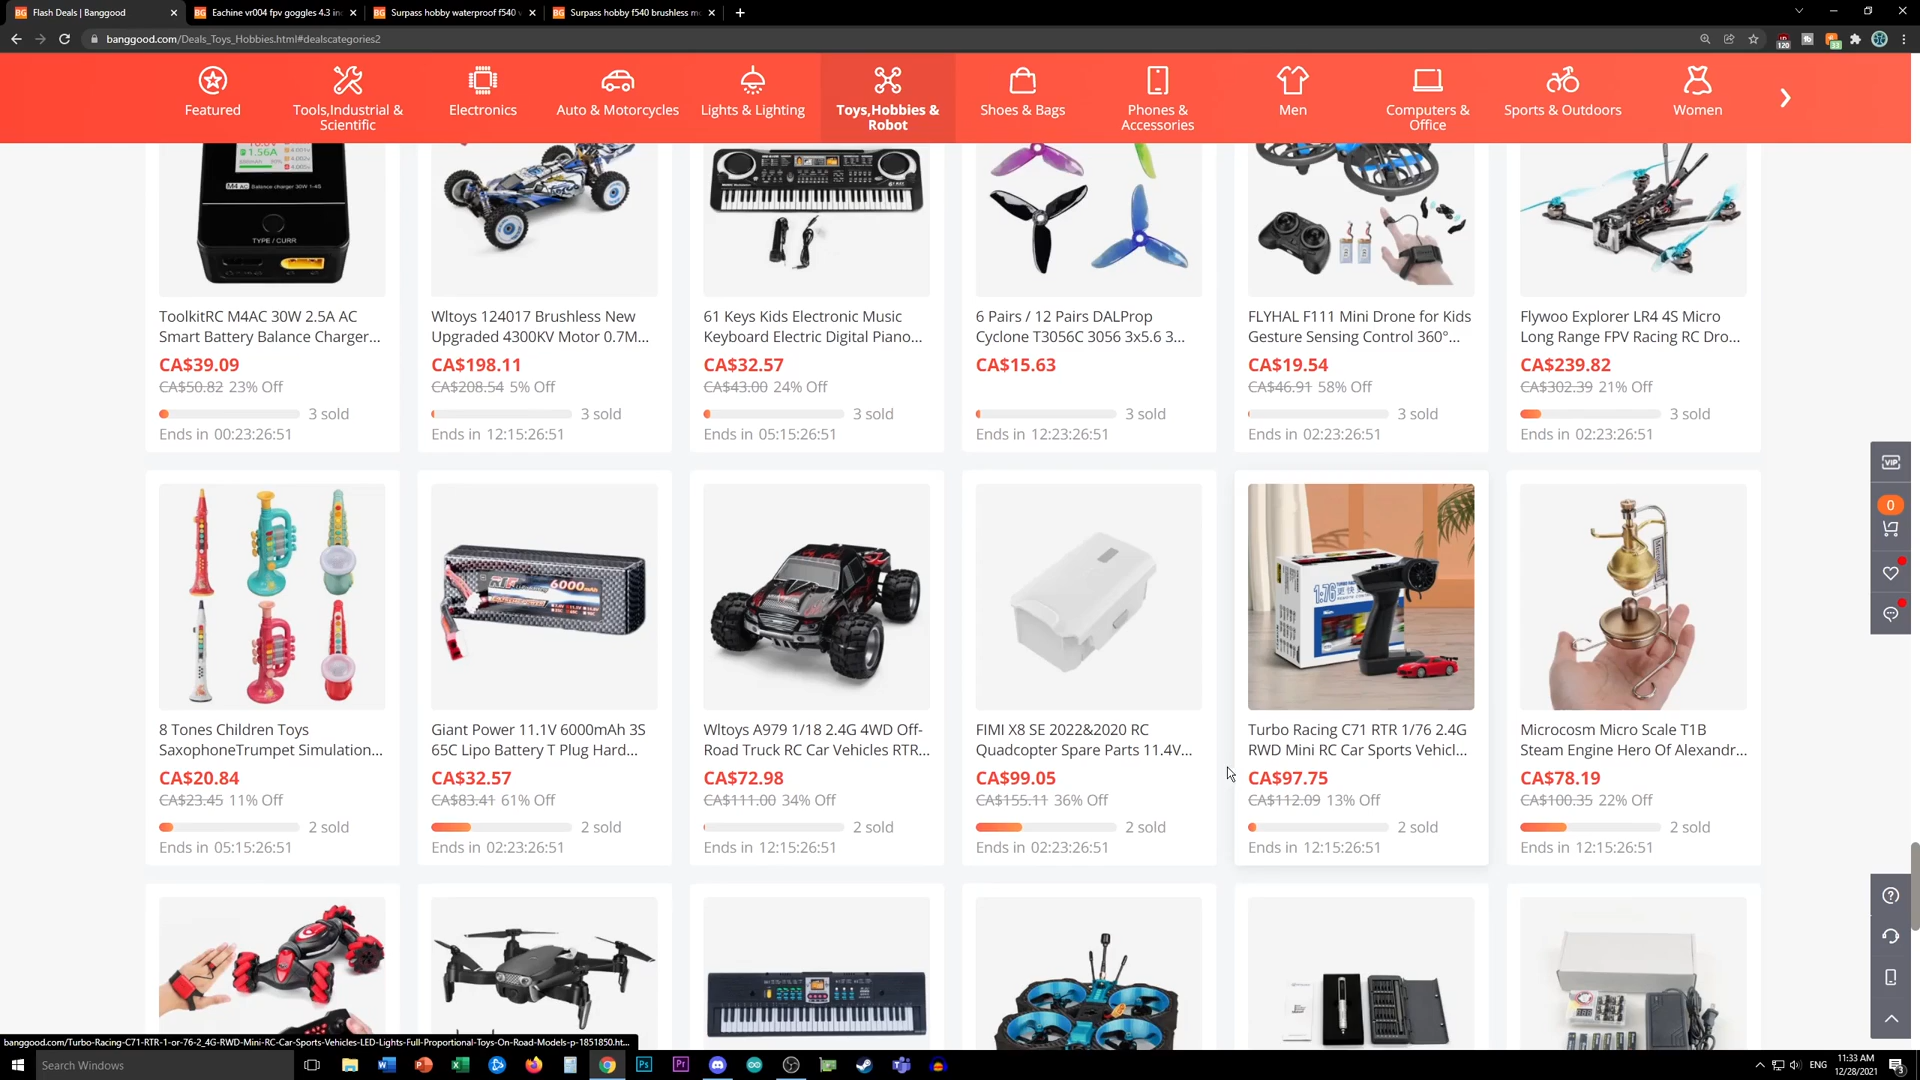 Flash Deals | Banggood
Eachine vr004 fpv goggles 4.3 in
Surpass hobby waterproof f540
Surpass hobby f540 brushless m
banggood.com/Deals_Toys_Hobbies.html#dealscategories2
120
33
Featured
Tools,Industrial &
Scientific
Electronics
Auto & Motorcycles
Lights & Lighting
Toys,Hobbies &
Robot
Shoes & Bags
Phones &
Accessories
Men
Computers &
Office
Sports & Outdoors
Women
1.56A
M4 AC Balance charger 30W 1-4S
TYPE / CURR
ToolkitRC M4AC 30W 2.5A AC
Smart Battery Balance Charger...
CA$39.09
CA$50.82 23% Off
3 sold
Ends in 00:23:26:51
Wltoys 124017 Brushless New
Upgraded 4300KV Motor 0.7M...
CA$198.11
CA$208.54 5% Off
3 sold
Ends in 12:15:26:51
61 Keys Kids Electronic Music
Keyboard Electric Digital Piano...
CA$32.57
CA$43.00 24% Off
3 sold
Ends in 05:15:26:51
6 Pairs / 12 Pairs DALProp
Cyclone T3056C 3056 3x5.6 3...
CA$15.63
3 sold
Ends in 12:23:26:51
FLYHAL F111 Mini Drone for Kids
Gesture Sensing Control 360°...
CA$19.54
CA$46.91 58% Off
3 sold
Ends in 02:23:26:51
Flywoo Explorer LR4 4S Micro
Long Range FPV Racing RC Dro...
CA$239.82
CA$302.39 21% Off
3 sold
Ends in 02:23:26:51
VIP
0
8 Tones Children Toys
SaxophoneTrumpet Simulation...
CA$20.84
CA$23.45 11% Off
2 sold
Ends in 05:15:26:51
6000mAh
Giant Power 11.1V 6000mAh 3S
65C Lipo Battery T Plug Hard...
CA$32.57
CA$83.41 61% Off
2 sold
Ends in 02:23:26:51
Wltoys A979 1/18 2.4G 4WD Off-
Road Truck RC Car Vehicles RTR...
CA$72.98
CA$111.00 34% Off
2 sold
Ends in 12:15:26:51
FIMI X8 SE 2022&2020 RC
Quadcopter Spare Parts 11.4V...
CA$99.05
CA$155.11 36% Off
2 sold
Ends in 02:23:26:51
1:76
Turbo Racing C71 RTR 1/76 2.4G
RWD Mini RC Car Sports Vehicl...
CA$97.75
CA$112.09 13% Off
2 sold
Ends in 12:15:26:51
Microcosm Micro Scale T1B
Steam Engine Hero Of Alexandr...
CA$78.19
CA$100.35 22% Off
2 sold
Ends in 12:15:26:51
banggood.com/Turbo-Racing-C71-RTR-1-or-76-2_4G-RWD-Mini-RC-Car-Sports-Vehicles-LED-Lights-Full-Proportional-Toys-On-Road-Models-p-1851850.ht...
Search Windows
ENG
11:33 AM
12/28/2021
3